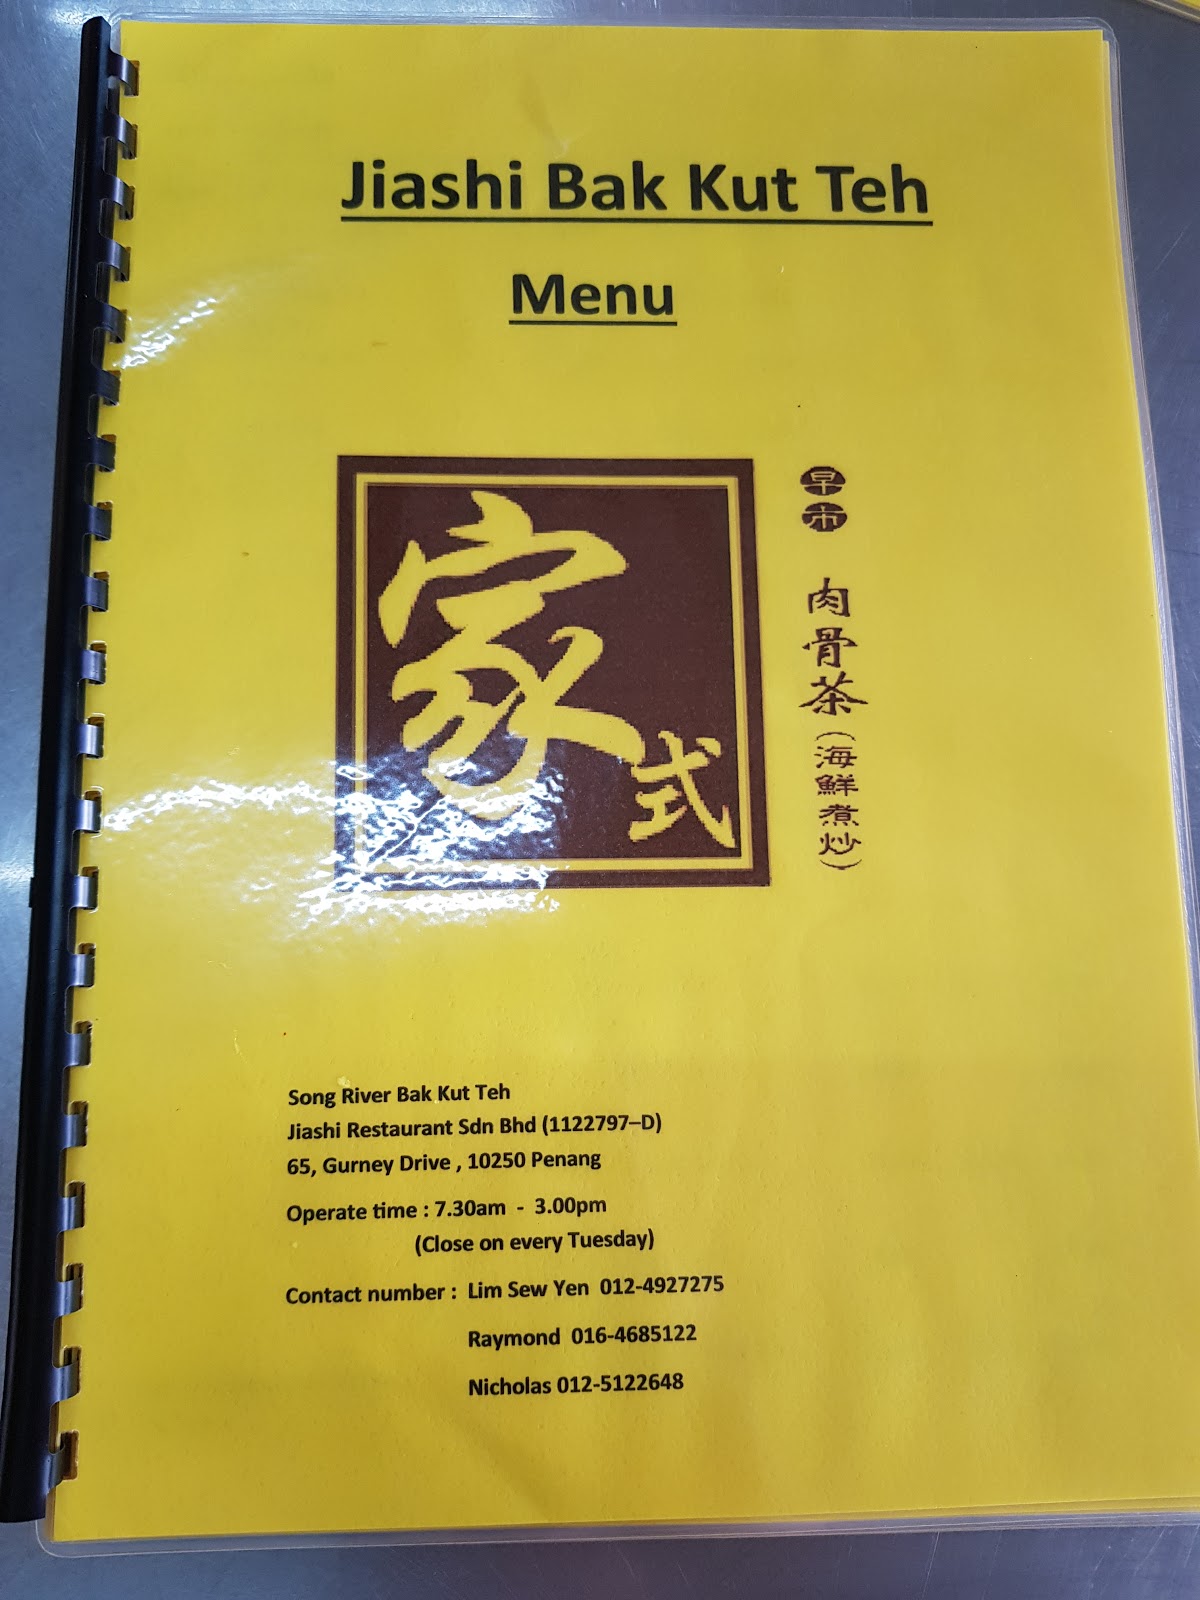 Jiashi Bak Kut Teh
Menu
家式
早市
肉骨茶(海鮮煮炒)
Song River Bak Kut Teh
Jiashi Restaurant Sdn Bhd (1122797–D)
65, Gurney Drive , 10250 Penang
Operate time : 7.30am - 3.00pm
(Close on every Tuesday)
Contact number : Lim Sew Yen 012-4927275
Raymond 016-4685122
Nicholas 012-5122648